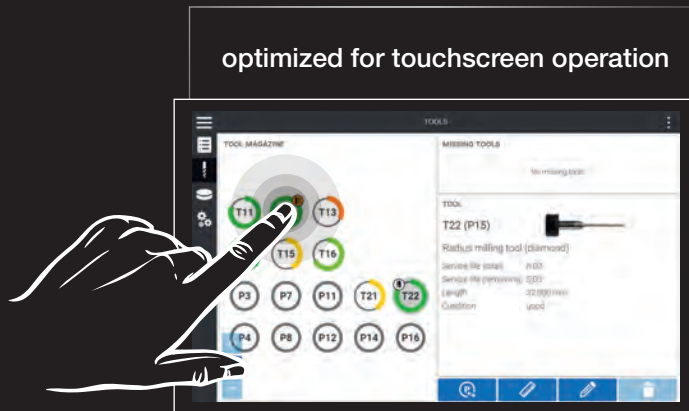 optimized for touchscreen operation
TOOLS
TOOL MAGAZINE
MISSING TOOLS
No missing tools
T11
T13
T15
T16
P3
P7
P11
T21
T22
P4
P8
P12
P14
P16
TOOL
T22 (P15)
Radius milling tool (diamond)
Service life (total)
Service life (remaining)
Length
Condition used